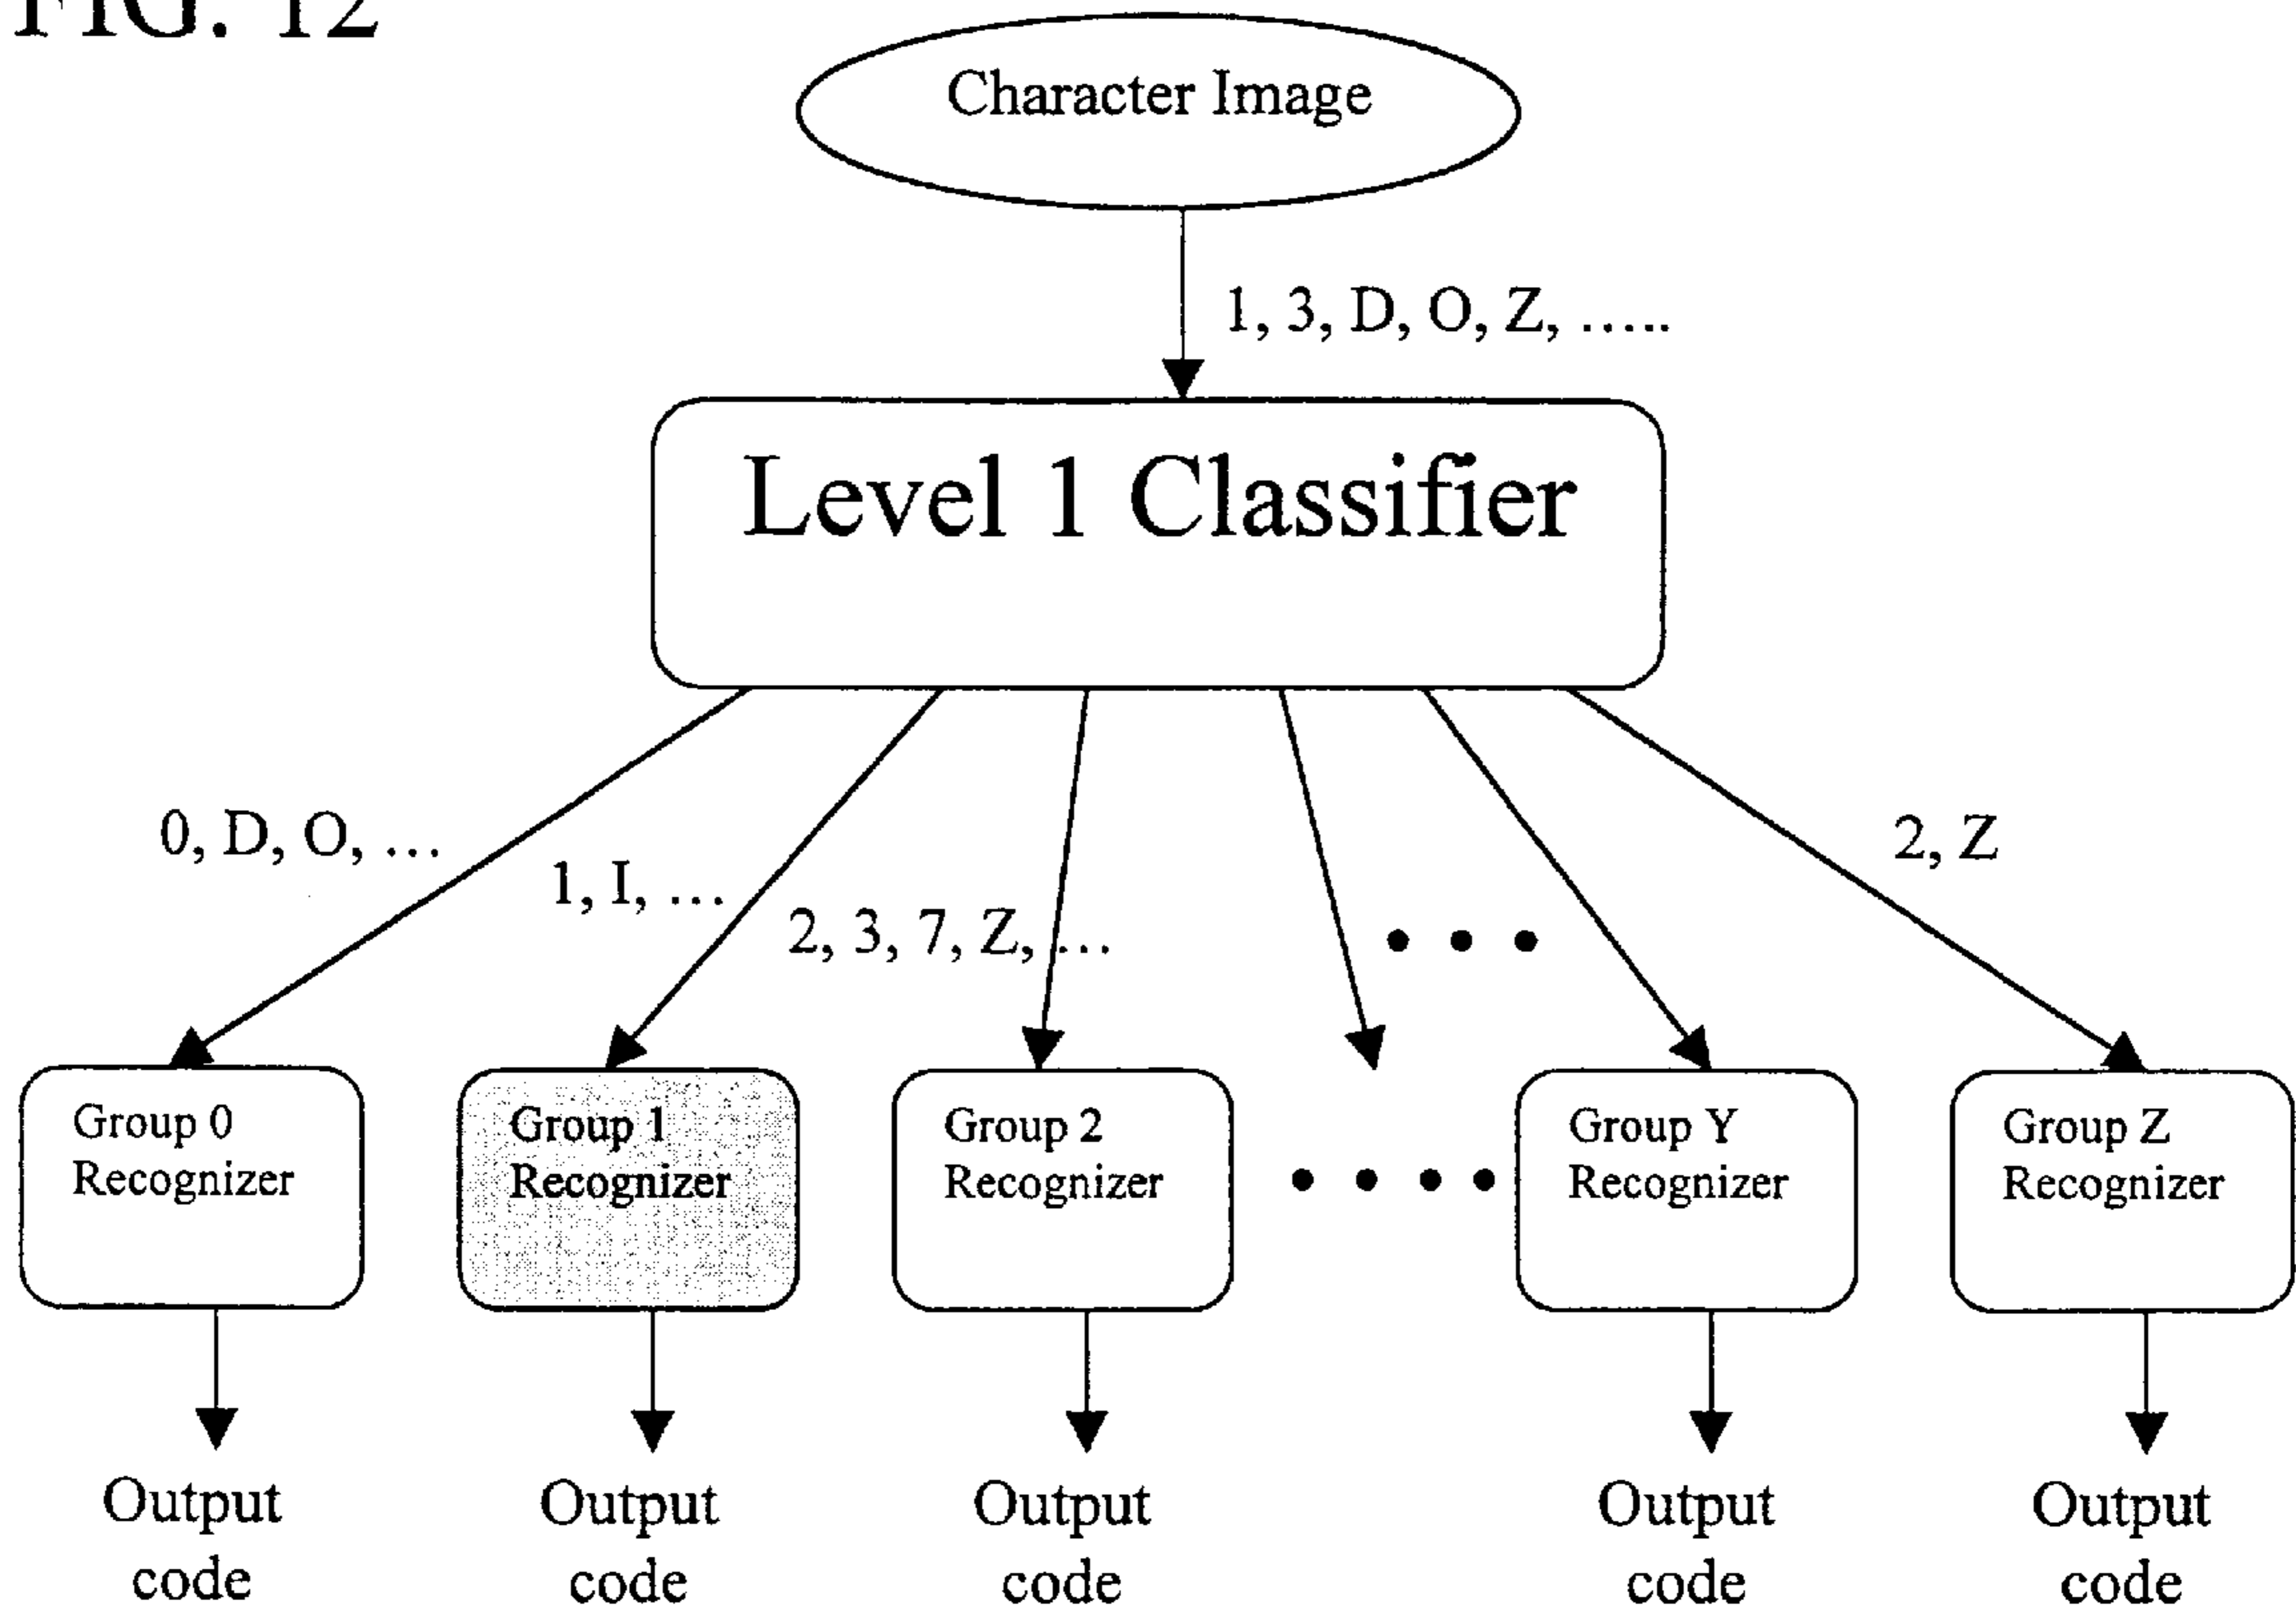 FIG. 12
Character Image
1, 3, D, O, Z, .....
Level 1 Classifier
0, D, O, ...
1, I, ...
2, 3, 7, Z, ...
2, Z
Group 0
Recognizer
Group 1
Recognizer
Group 2
Recognizer
Group Y
Recognizer
Group Z
Recognizer
Output
code
Output
code
Output
code
Output
code
Output
code